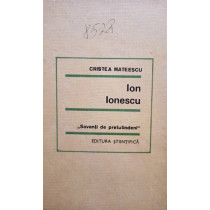 8528
CRISTEA MATEESCU
Ion
Ionescu
„Savanți de pretutindeni”
EDITURA ȘTIINȚIFICĂ